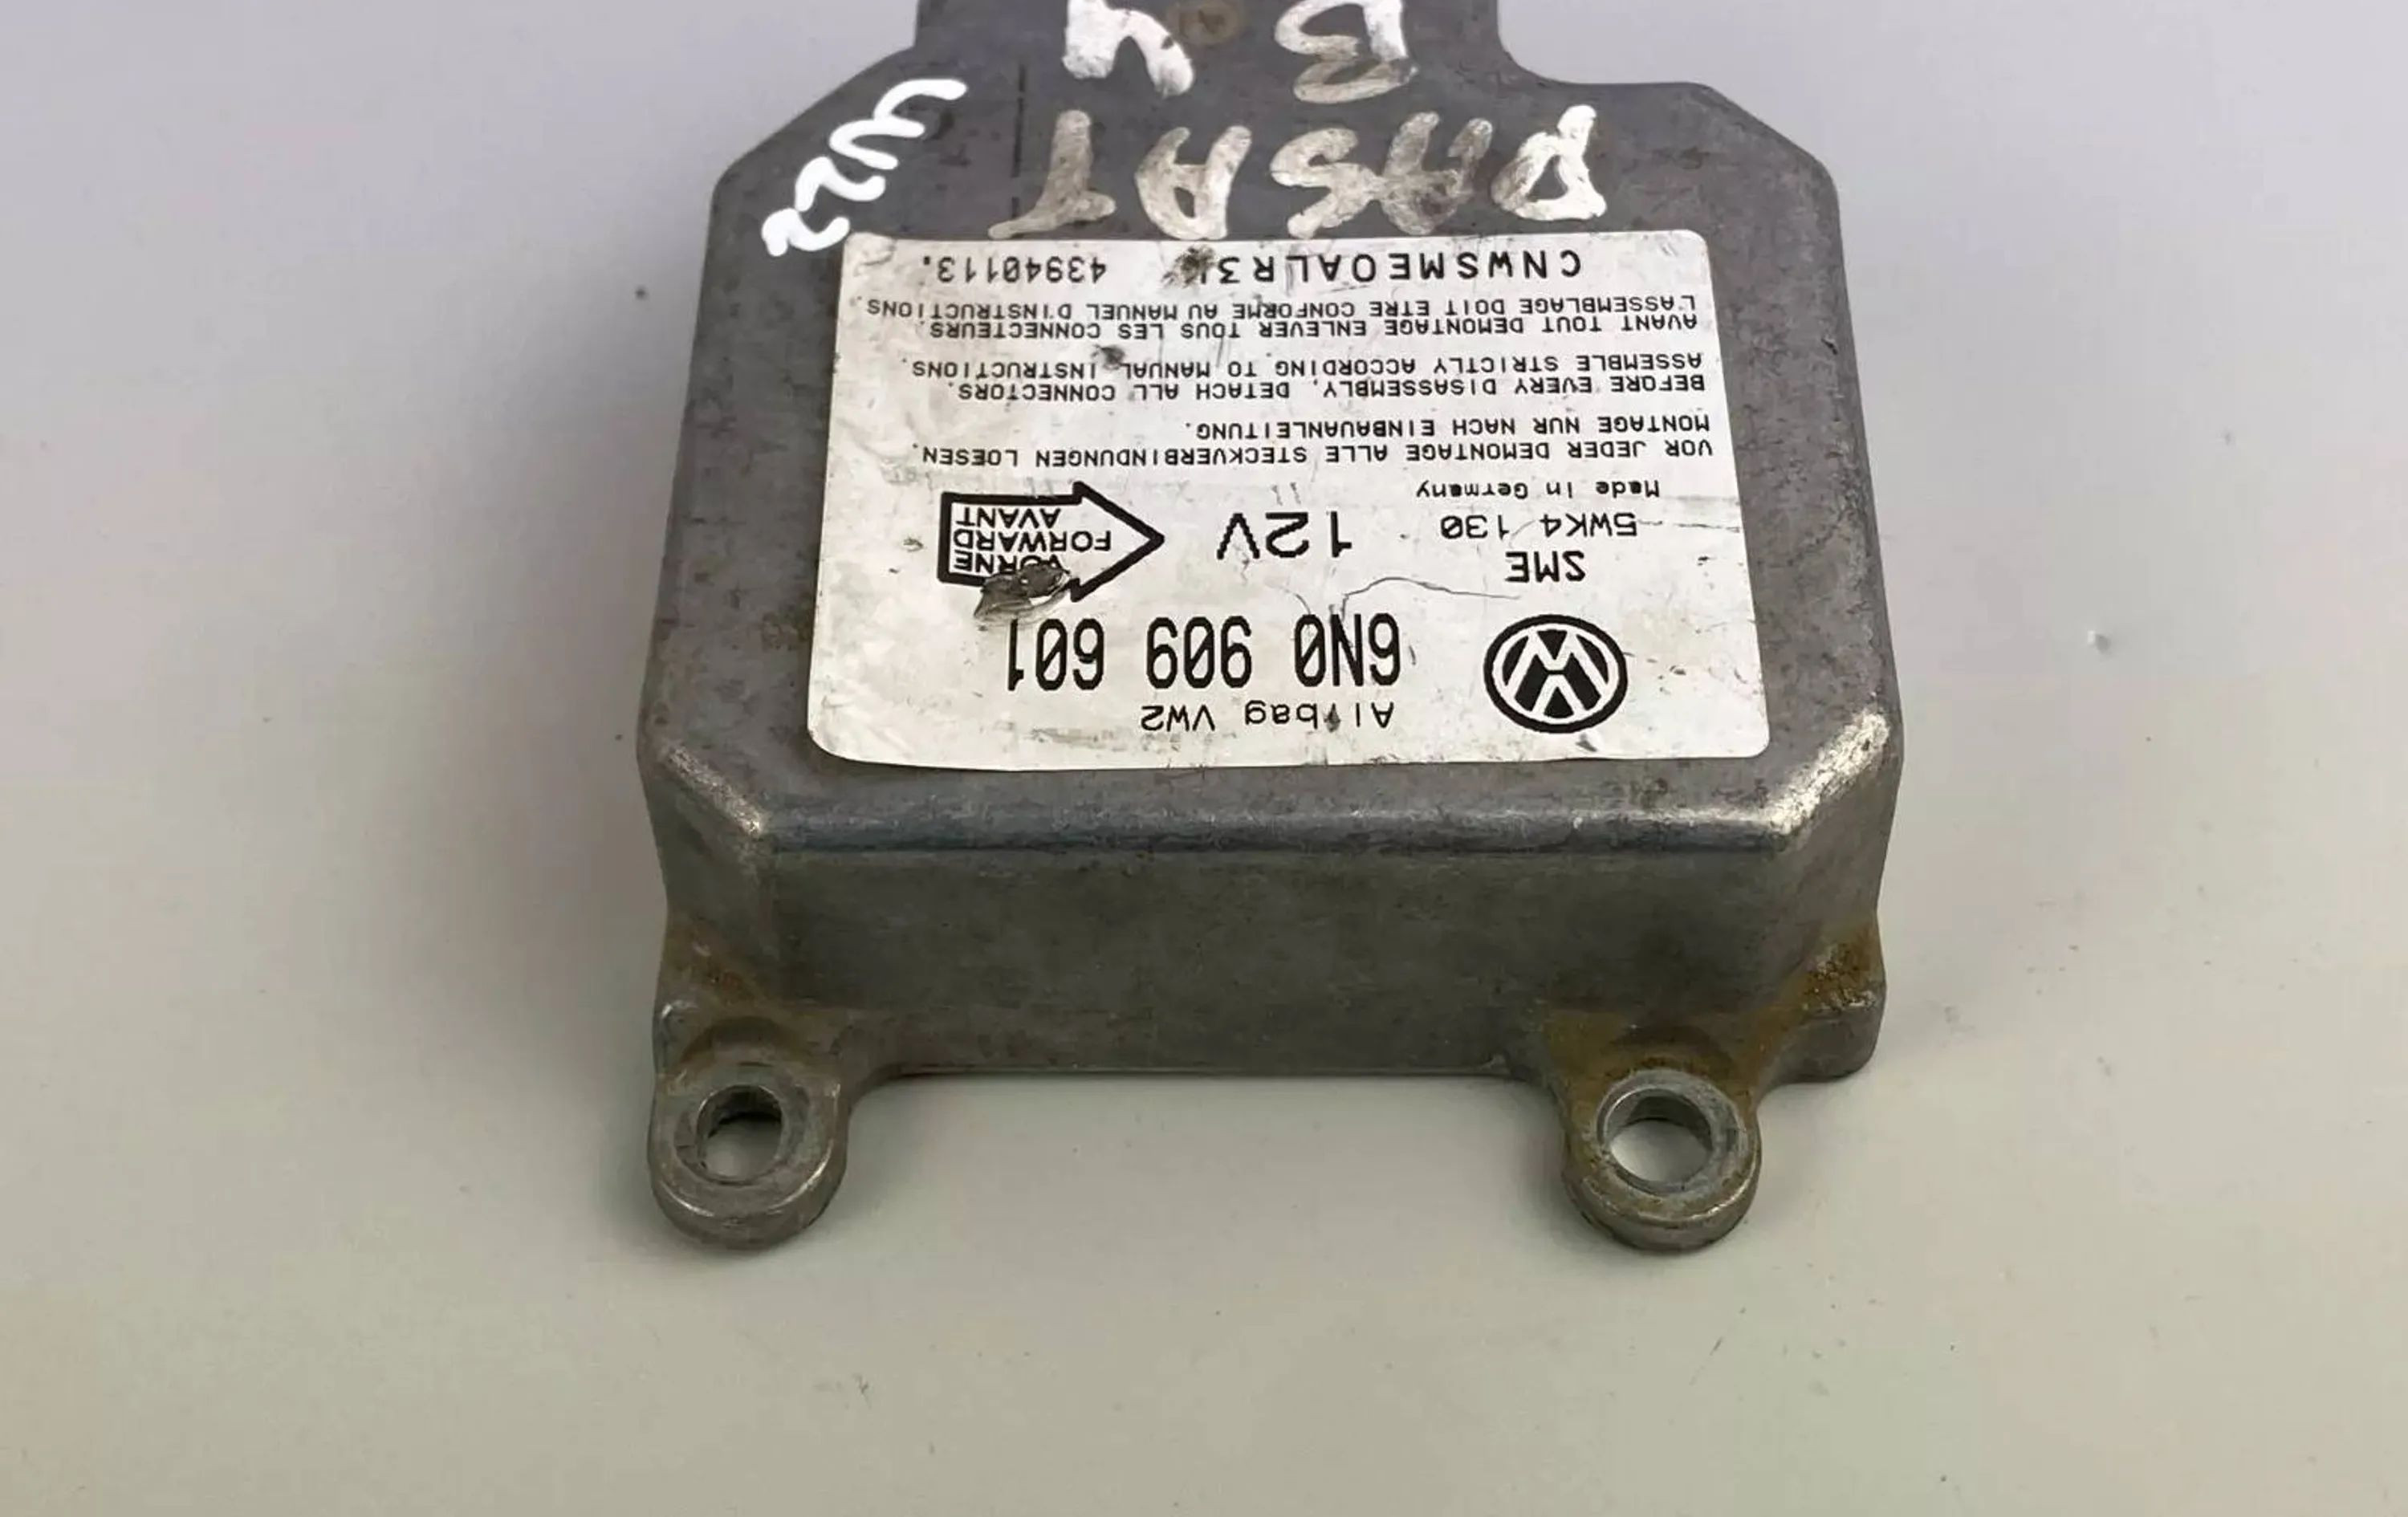 Airbag VW2
6N0 909 601
SME
5WK4 130 12V
VORNE
FORWARD
AVANT
Made in Germany
VOR JEDER DEMONTAGE ALLE STECKVERBINDUNGEN LOESEN.
MONTAGE NUR NACH EINBAUANLEITUNG.
BEFORE EVERY DISASSEMBLY, DETACH ALL CONNECTORS.
ASSEMBLE STRICTLY ACCORDING TO MANUAL INSTRUCTIONS.
AVANT TOUT DEMONTAGE ENLEVER TOUS LES CONNECTEURS.
L'ASSEMBLAGE DOIT ETRE CONFORME AU MANUEL D'INSTRUCTIONS.
CNWSMEOALR3 43940113.
PASAT
B 4